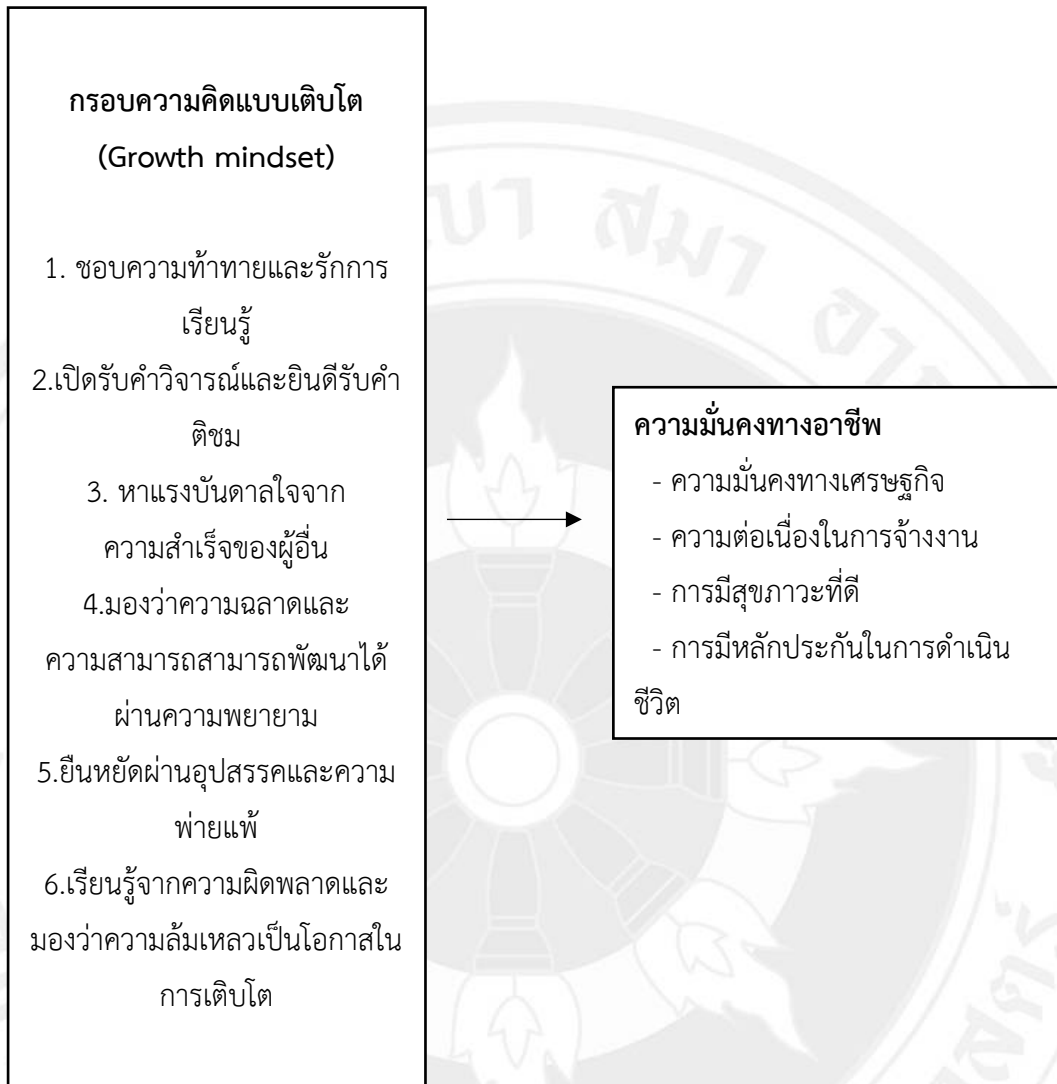 กรอบความคิดแบบเติบโต
(Growth mindset)
1. ชอบความท้าทายและรักการ
เรียนรู้
2.เปิดรับคำวิจารณ์และยินดีรับคำ
ติชม
3. หาแรงบันดาลใจจาก
ความสำเร็จของผู้อื่น
4.มองว่าความฉลาดและ
ความสามารถสามารถพัฒนาได้
ผ่านความพยายาม
5.ยืนหยัดผ่านอุปสรรคและความ
พ่ายแพ้
6.เรียนรู้จากความผิดพลาดและ
มองว่าความล้มเหลวเป็นโอกาสใน
การเติบโต
ความมั่นคงทางอาชีพ
- ความมั่นคงทางเศรษฐกิจ
- ความต่อเนื่องในการจ้างงาน
- การมีสุขภาวะที่ดี
- การมีหลักประกันในการดำเนิน
ชีวิต
สมา